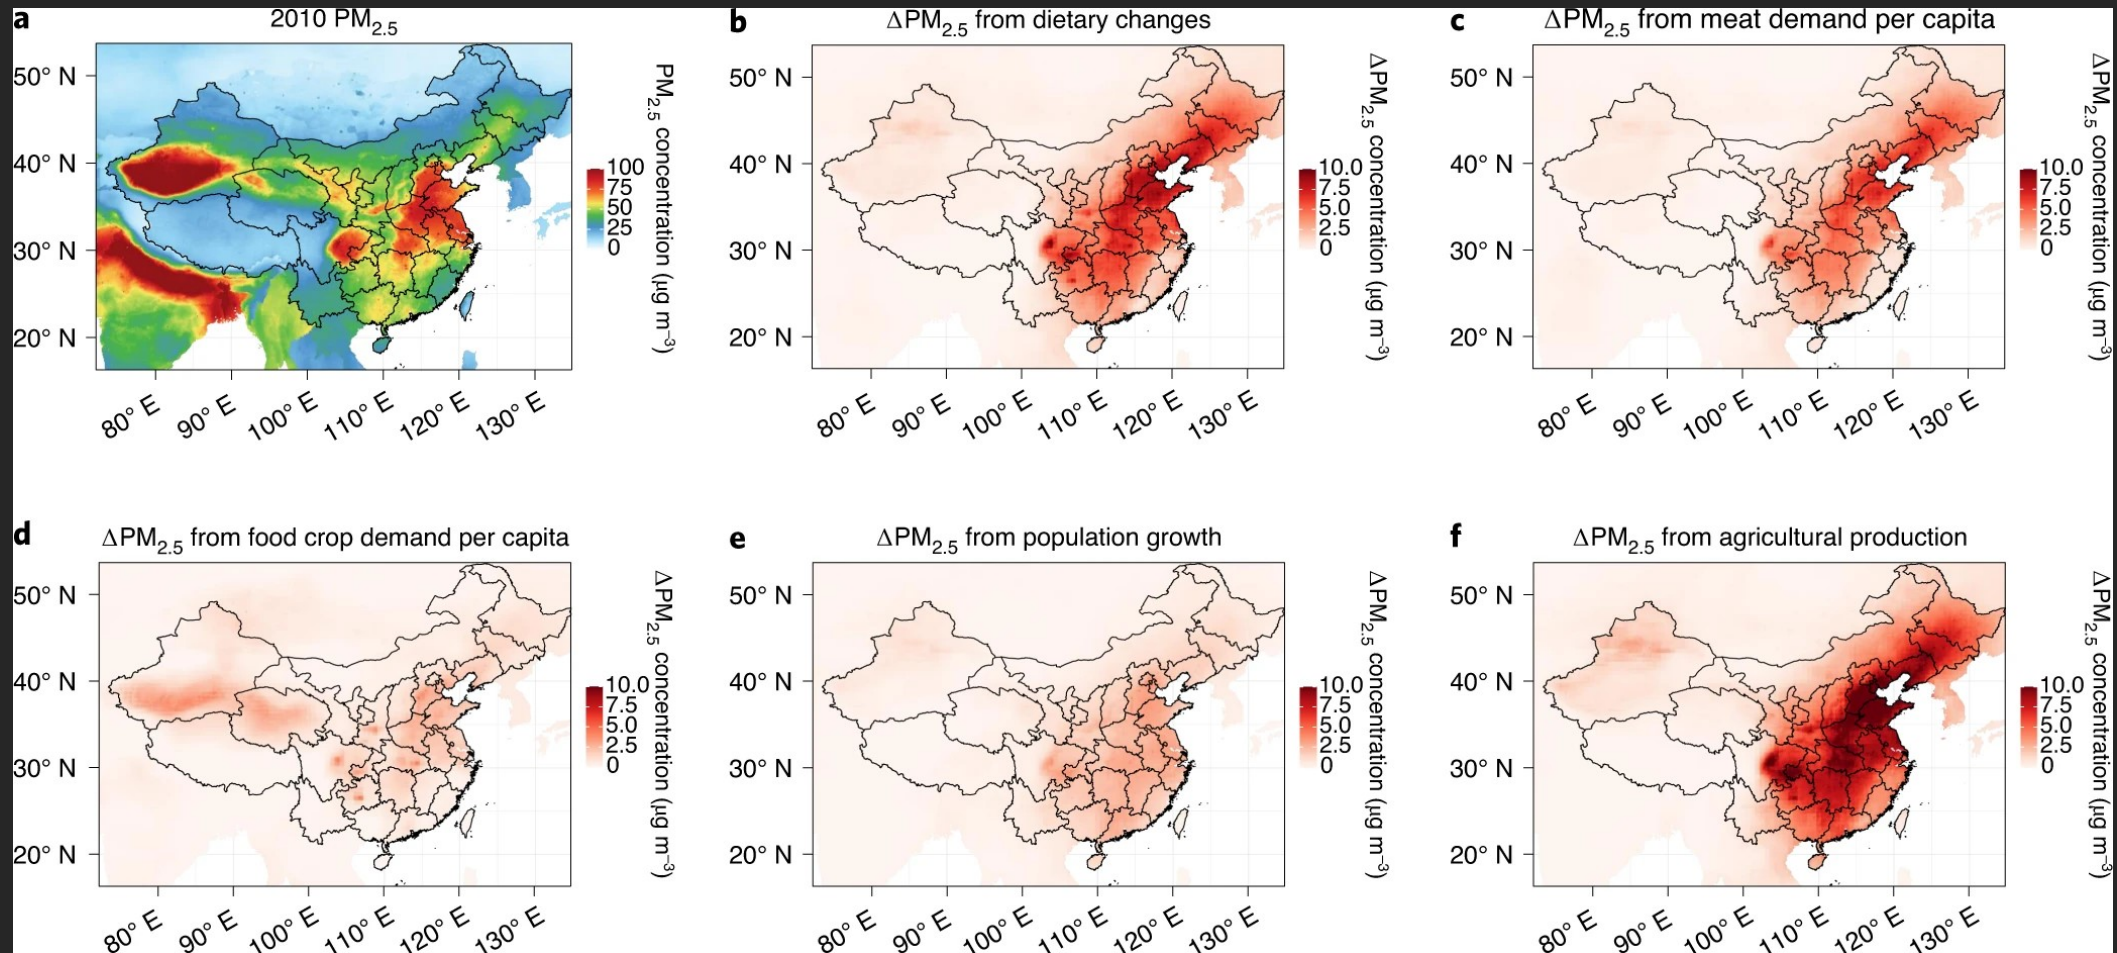 a
2010 PM2.5
50° N
40° N
30° N
20° N
80° E
90° E
100° E
110° E
120° E
130° E
100
75
50
25
0
PM2.5 concentration (µg m–3)
b
ΔPM2.5 from dietary changes
50° N
40° N
30° N
20° N
80° E
90° E
100° E
110° E
120° E
130° E
10.0
7.5
5.0
2.5
0
ΔPM2.5 concentration (µg m–3)
c
ΔPM2.5 from meat demand per capita
50° N
40° N
30° N
20° N
80° E
90° E
100° E
110° E
120° E
130° E
10.0
7.5
5.0
2.5
0
ΔPM2.5 concentration (µg m–3)
d
ΔPM2.5 from food crop demand per capita
50° N
40° N
30° N
20° N
80° E
90° E
100° E
110° E
120° E
130° E
10.0
7.5
5.0
2.5
0
ΔPM2.5 concentration (µg m–3)
e
ΔPM2.5 from population growth
50° N
40° N
30° N
20° N
80° E
90° E
100° E
110° E
120° E
130° E
10.0
7.5
5.0
2.5
0
ΔPM2.5 concentration (µg m–3)
f
ΔPM2.5 from agricultural production
50° N
40° N
30° N
20° N
80° E
90° E
100° E
110° E
120° E
130° E
10.0
7.5
5.0
2.5
0
ΔPM2.5 concentration (µg m–3)